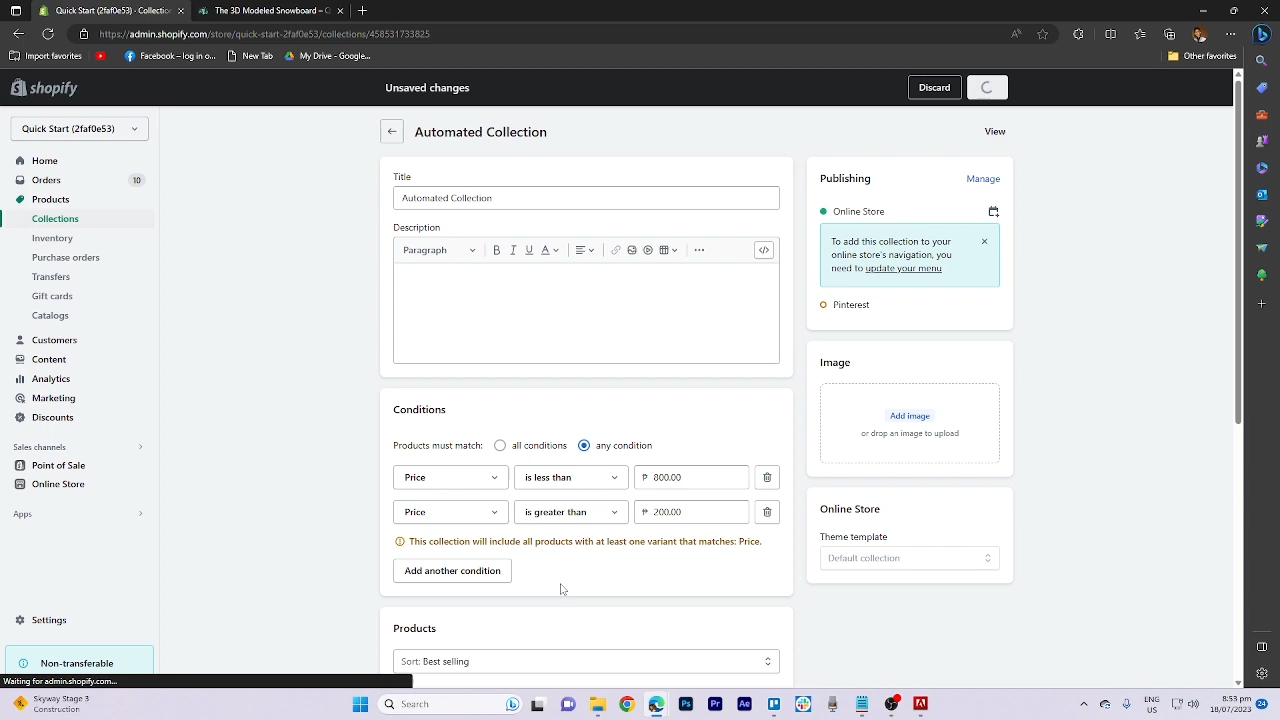 Quick Start (2faf0e53) - Collection
The 3D Modeled Snowboard –
https://admin.shopify.com/store/quick-start-2faf0e53/collections/458531733825
Import favorites
Facebook – log in o...
New Tab
My Drive - Google...
Other favorites
shopify
Unsaved changes
Discard
Quick Start (2faf0e53)
Home
Orders
10
Products
Collections
Inventory
Purchase orders
Transfers
Gift cards
Catalogs
Customers
Content
Analytics
Marketing
Discounts
Sales channels
Point of Sale
Online Store
Apps
Settings
Non-transferable
Automated Collection
View
Title
Automated Collection
Description
Paragraph
B I U A
Conditions
Products must match:
all conditions
any condition
Price
is less than
₱ 800.00
Price
is greater than
₱ 200.00
This collection will include all products with at least one variant that matches: Price.
Add another condition
Products
Sort: Best selling
Publishing
Manage
Online Store
To add this collection to your
online store's navigation, you
need to update your menu
Pinterest
Image
Add image
or drop an image to upload
Online Store
Theme template
Default collection
Waiting for admin.shopify.com...
Skyway Stage 3
Construction
Search
Ps
Pr
Ae
ENG
US
8:53 pm
18/07/2023